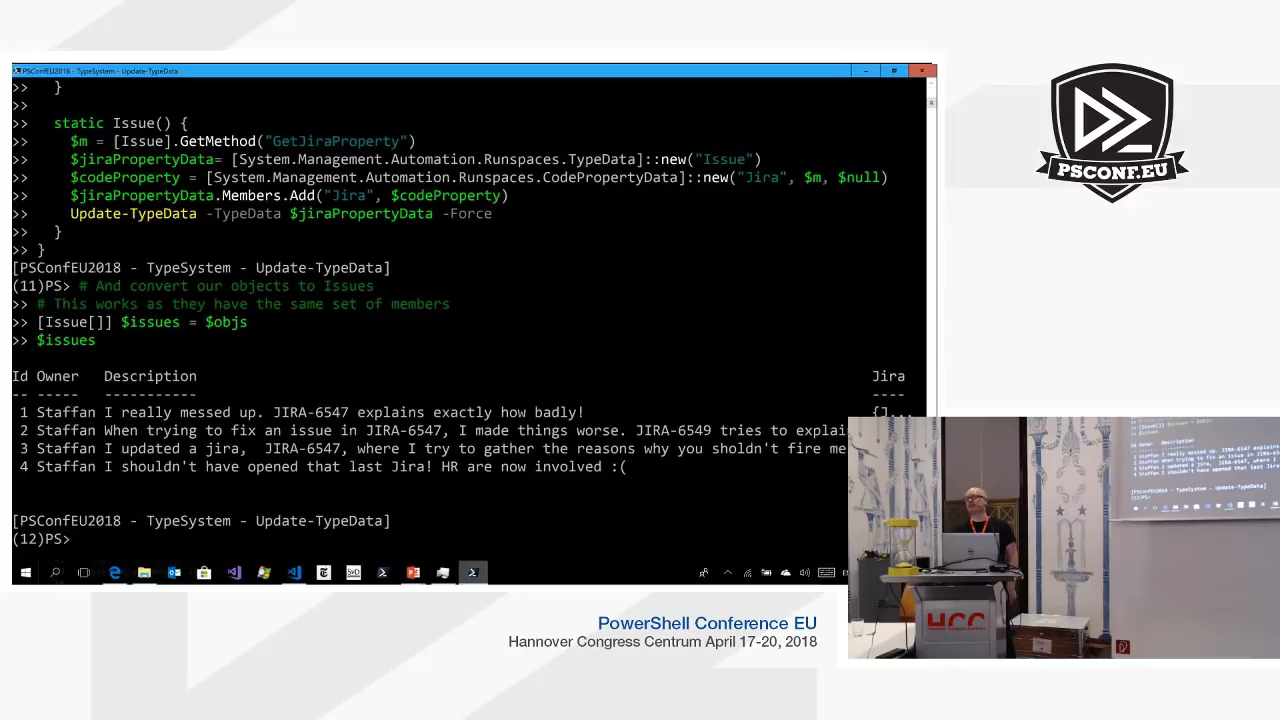 PSConfEU2018 - TypeSystem - Update-TypeData
>>   }
>>
>>   static Issue() {
>>     $m = [Issue].GetMethod("GetJiraProperty")
>>     $jiraPropertyData= [System.Management.Automation.Runspaces.TypeData]::new("Issue")
>>     $codeProperty = [System.Management.Automation.Runspaces.CodePropertyData]::new("Jira", $m, $null)
>>     $jiraPropertyData.Members.Add("Jira", $codeProperty)
>>     Update-TypeData -TypeData $jiraPropertyData -Force
>>   }
>> }
[PSConfEU2018 - TypeSystem - Update-TypeData]
(11)PS> # And convert our objects to Issues
>> # This works as they have the same set of members
>> [Issue[]] $issues = $objs
>> $issues
Id Owner   Description   Jira
-- -----   -----------   ----
1 Staffan I really messed up. JIRA-6547 explains exactly how badly!   {J...
2 Staffan When trying to fix an issue in JIRA-6547, I made things worse. JIRA-6549 tries to explai
3 Staffan I updated a jira,  JIRA-6547, where I try to gather the reasons why you sholdn't fire me
4 Staffan I shouldn't have opened that last Jira! HR are now involved :(
[PSConfEU2018 - TypeSystem - Update-TypeData]
(12)PS>
PSCONF.EU
HCC
PowerShell Conference EU
Hannover Congress Centrum April 17-20, 2018